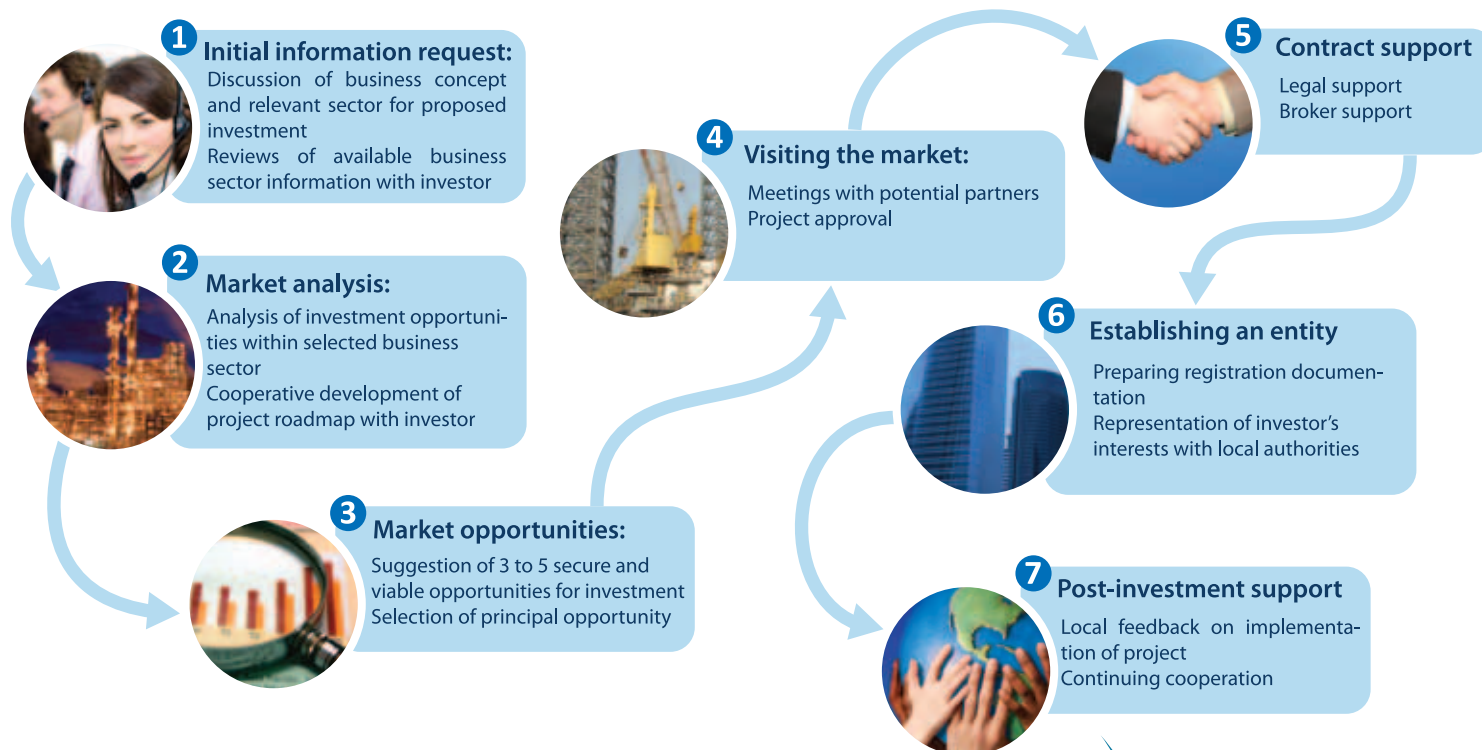 1
Initial information request:
Discussion of business concept
and relevant sector for proposed
investment
Reviews of available business
sector information with investor
2
Market analysis:
Analysis of investment opportuni-
ties within selected business
sector
Cooperative development of
project roadmap with investor
3
Market opportunities:
Suggestion of 3 to 5 secure and
viable opportunities for investment
Selection of principal opportunity
4
Visiting the market:
Meetings with potential partners
Project approval
5
Contract support
Legal support
Broker support
6
Establishing an entity
Preparing registration documen-
tation
Representation of investor’s
interests with local authorities
7
Post-investment support
Local feedback on implementa-
tion of project
Continuing cooperation